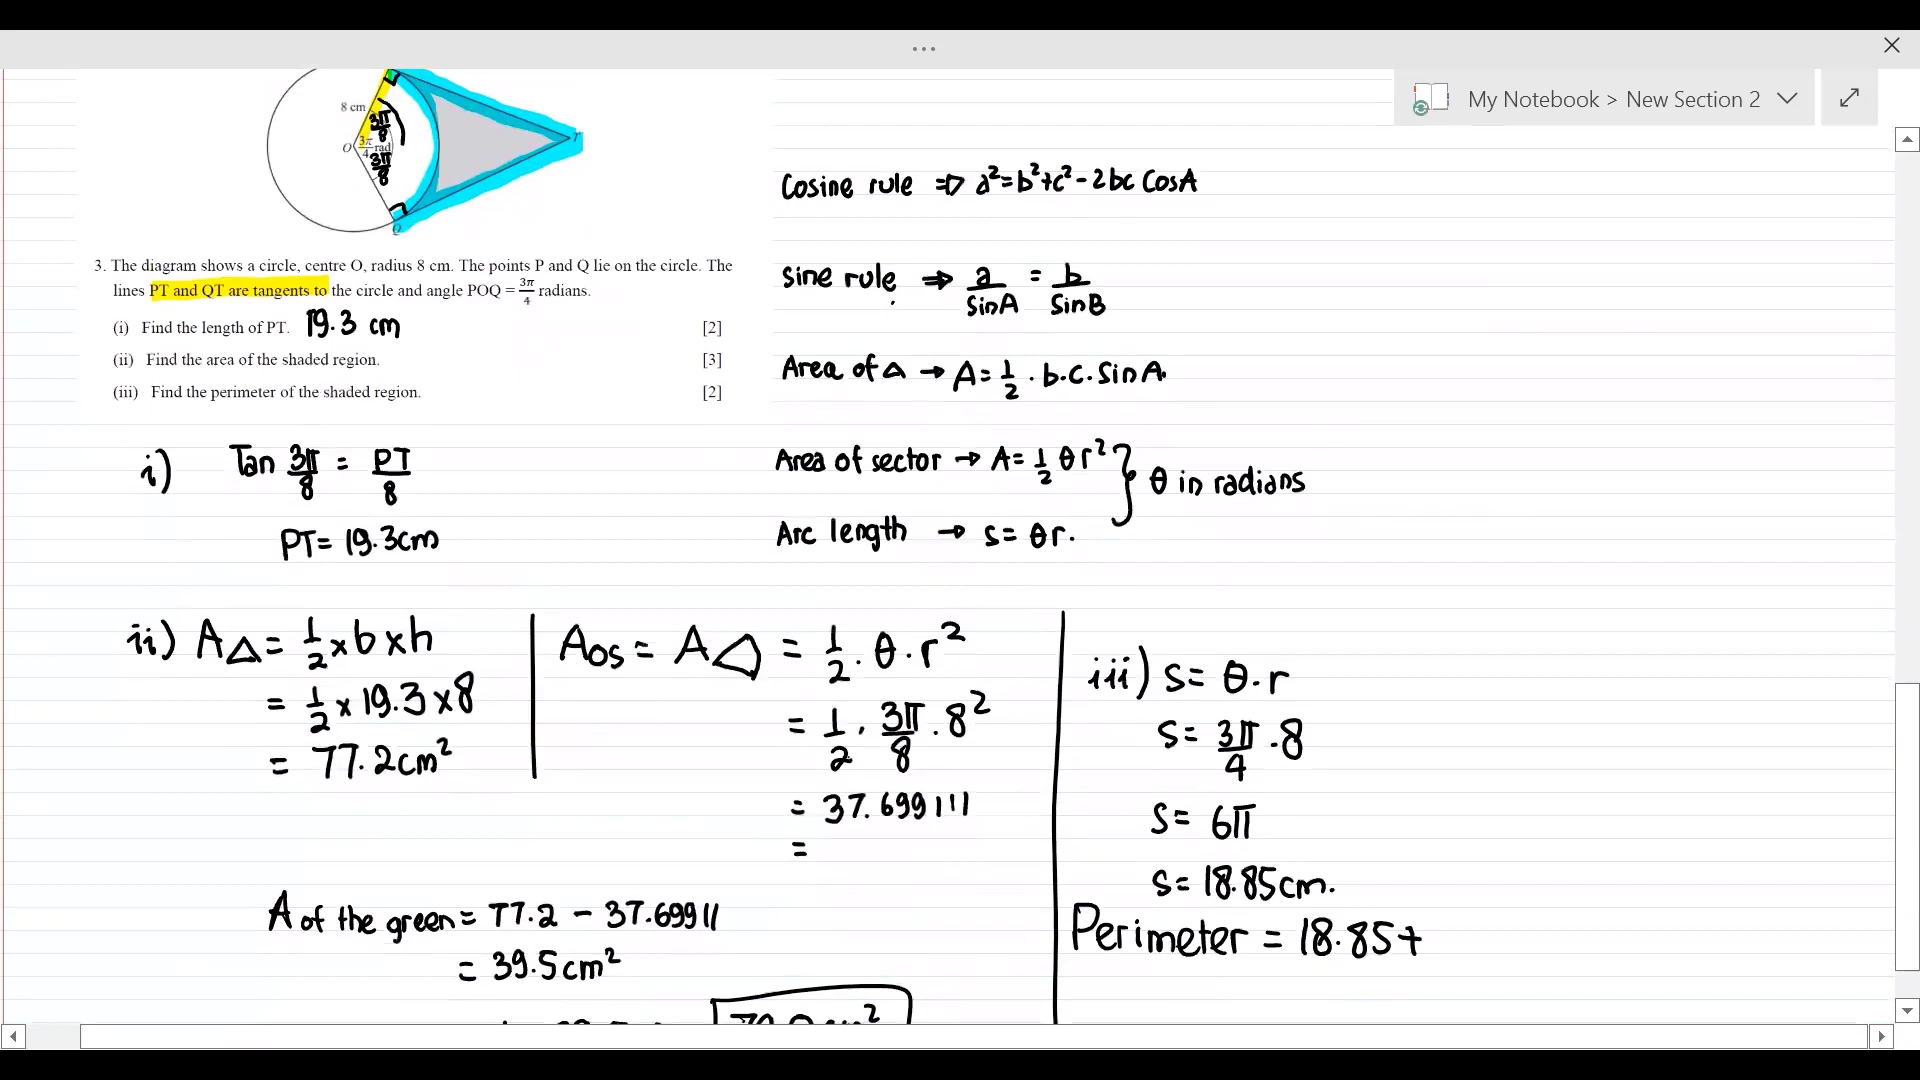 My Notebook > New Section 2
8 cm
3π/8
O 3π/4 rad
3π/8
T
Q
3. The diagram shows a circle, centre O, radius 8 cm. The points P and Q lie on the circle. The
lines PT and QT are tangents to the circle and angle POQ = 3π/4 radians.
(i) Find the length of PT. 19.3 cm [2]
(ii) Find the area of the shaded region. [3]
(iii) Find the perimeter of the shaded region. [2]
Cosine rule ⇒ a²=b²+c²-2bc CosA
Sine rule ⇒ a/SinA = b/SinB
Area of △ → A= 1/2 · b.c. Sin A
Area of sector → A= 1/2 θ r² } θ in radians
Arc length → S= θr.
i) Tan 3π/8 = PT/8
PT= 19.3cm
ii) A△= 1/2 × b × h
= 1/2 × 19.3 × 8
= 77.2cm²
Aos = A = 1/2 . θ . r²
= 1/2 . 3π/8 . 8²
= 37.699111
=
A of the green = 77.2 - 37.69911
= 39.5cm²
iii) S= θ.r
S= 3π/4 . 8
S= 6π
S= 18.85cm.
Perimeter = 18.85+